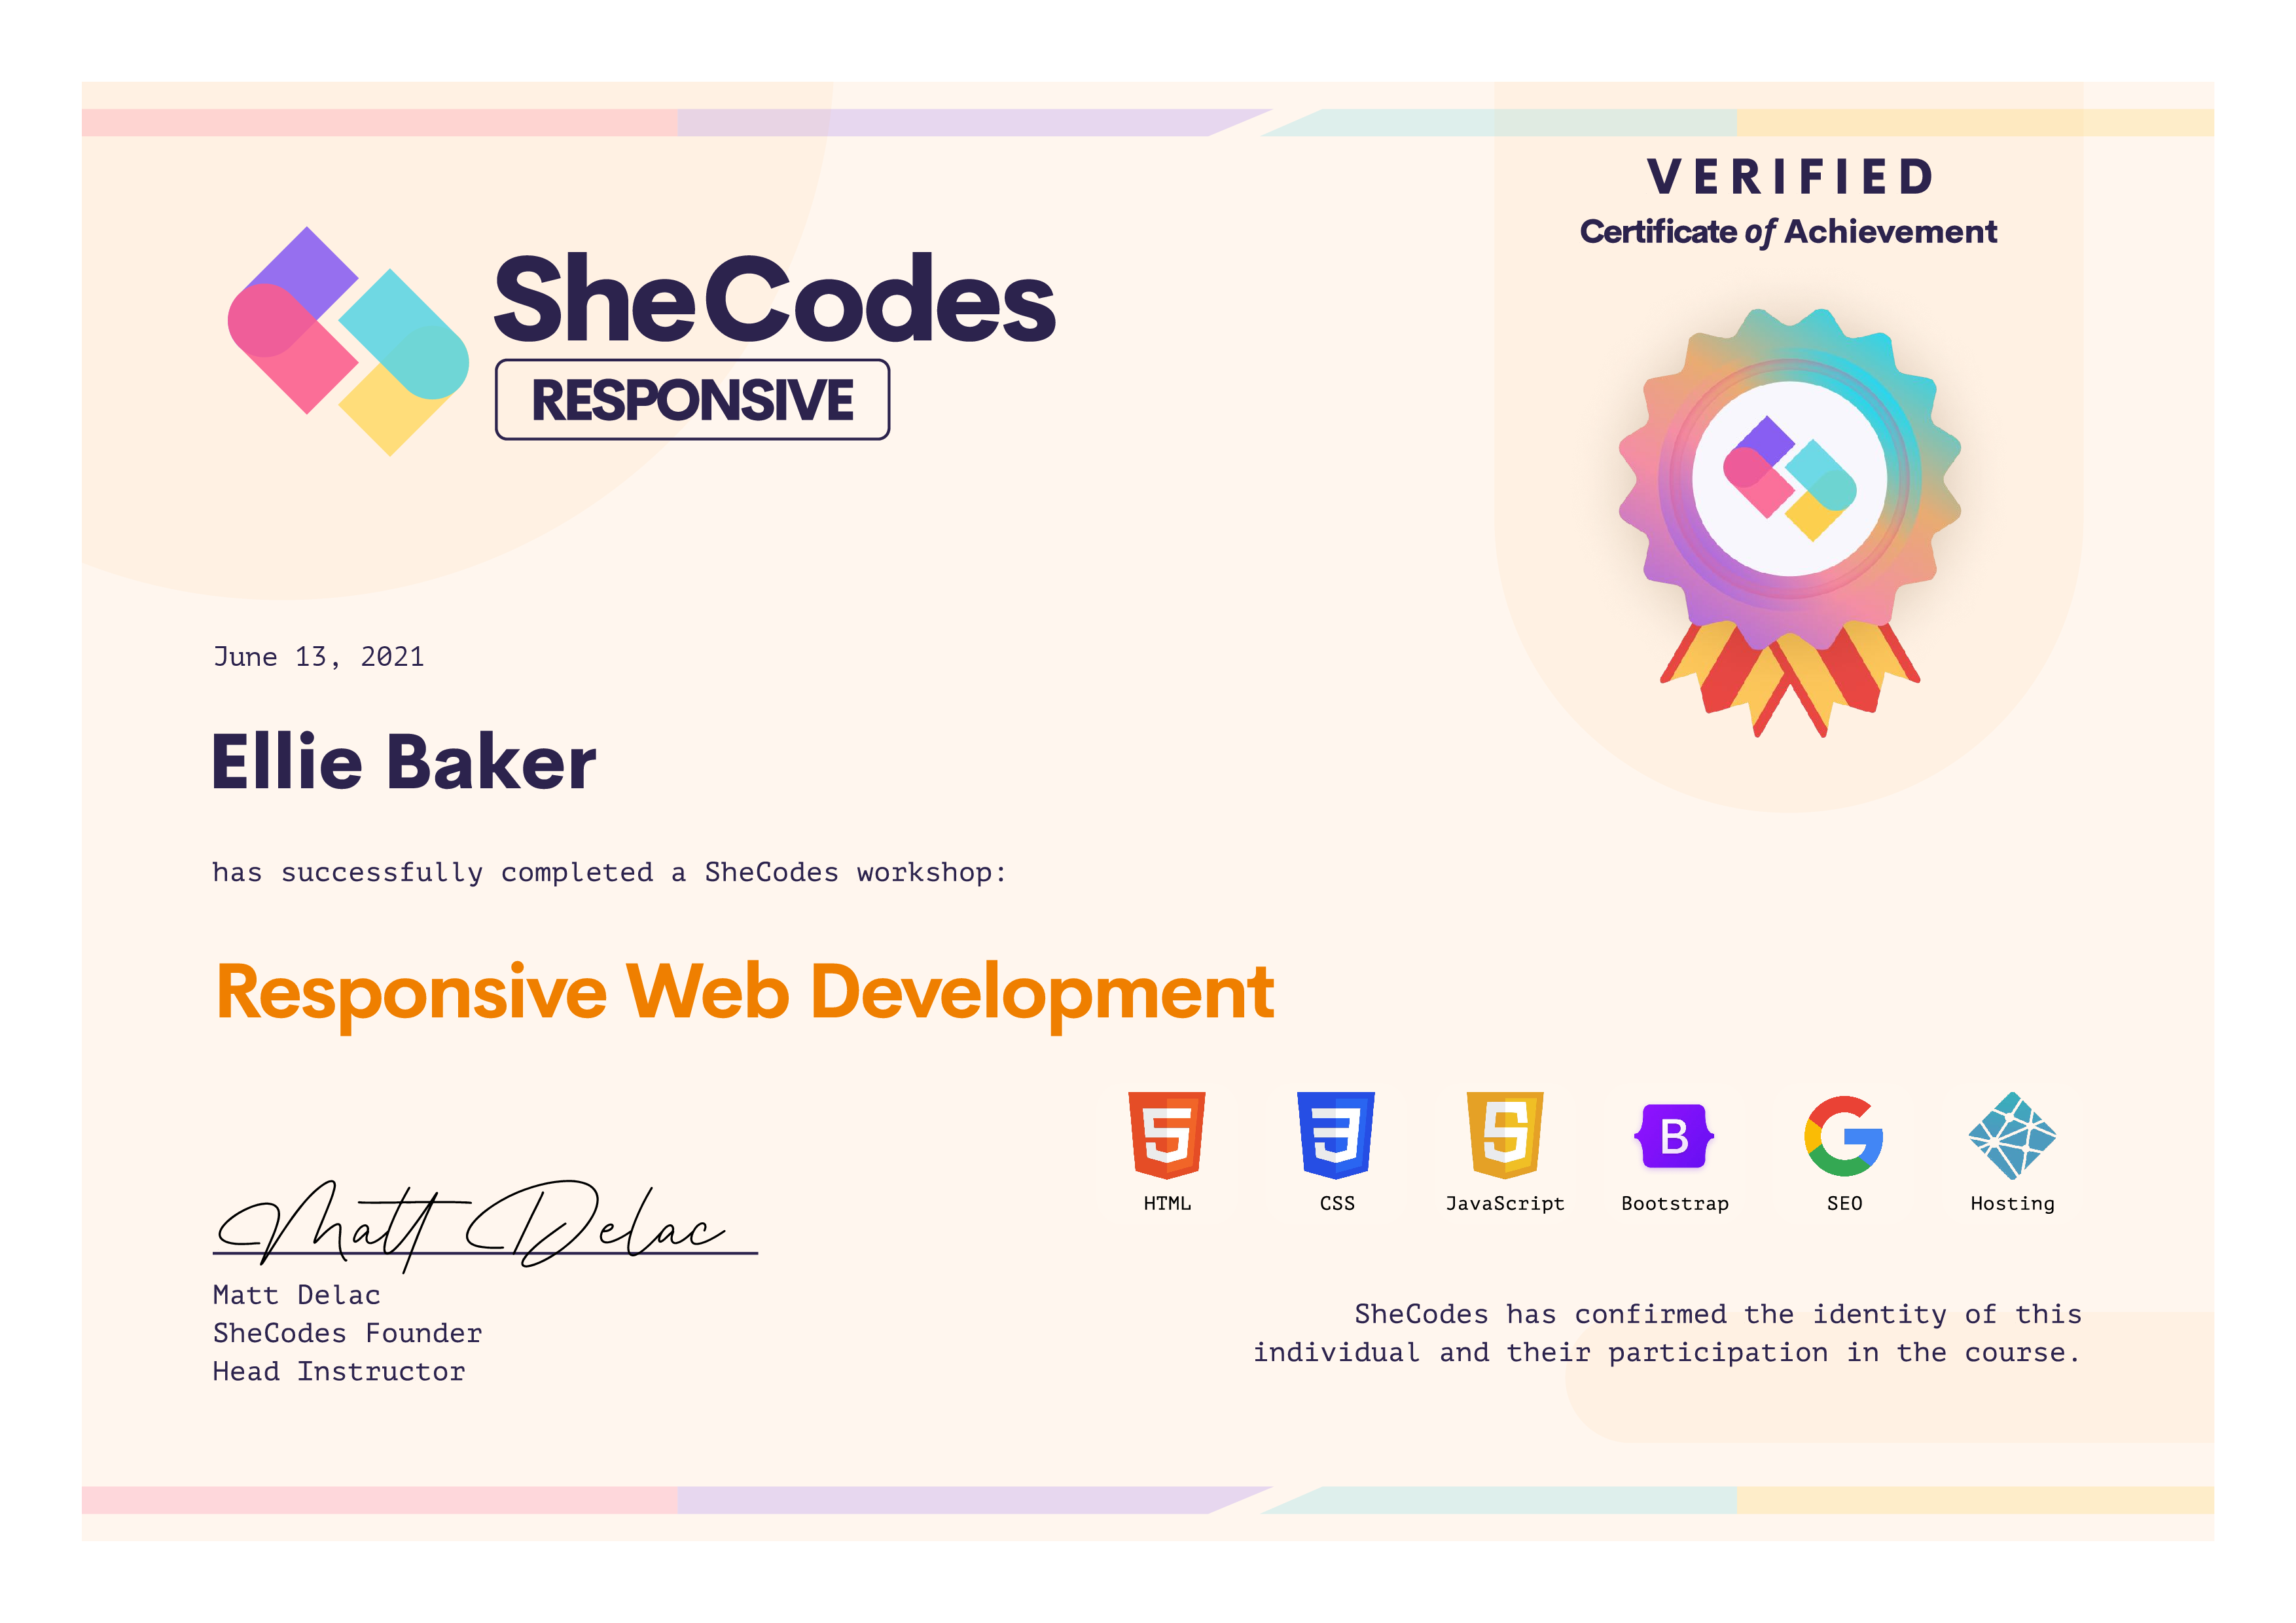 VERIFIED
Certificate of Achievement
SheCodes
RESPONSIVE
June 13, 2021
Ellie Baker
has successfully completed a SheCodes workshop:
Responsive Web Development
HTML CSS JavaScript Bootstrap SEO Hosting
Matt Delac
Matt Delac
SheCodes Founder
Head Instructor
SheCodes has confirmed the identity of this
individual and their participation in the course.